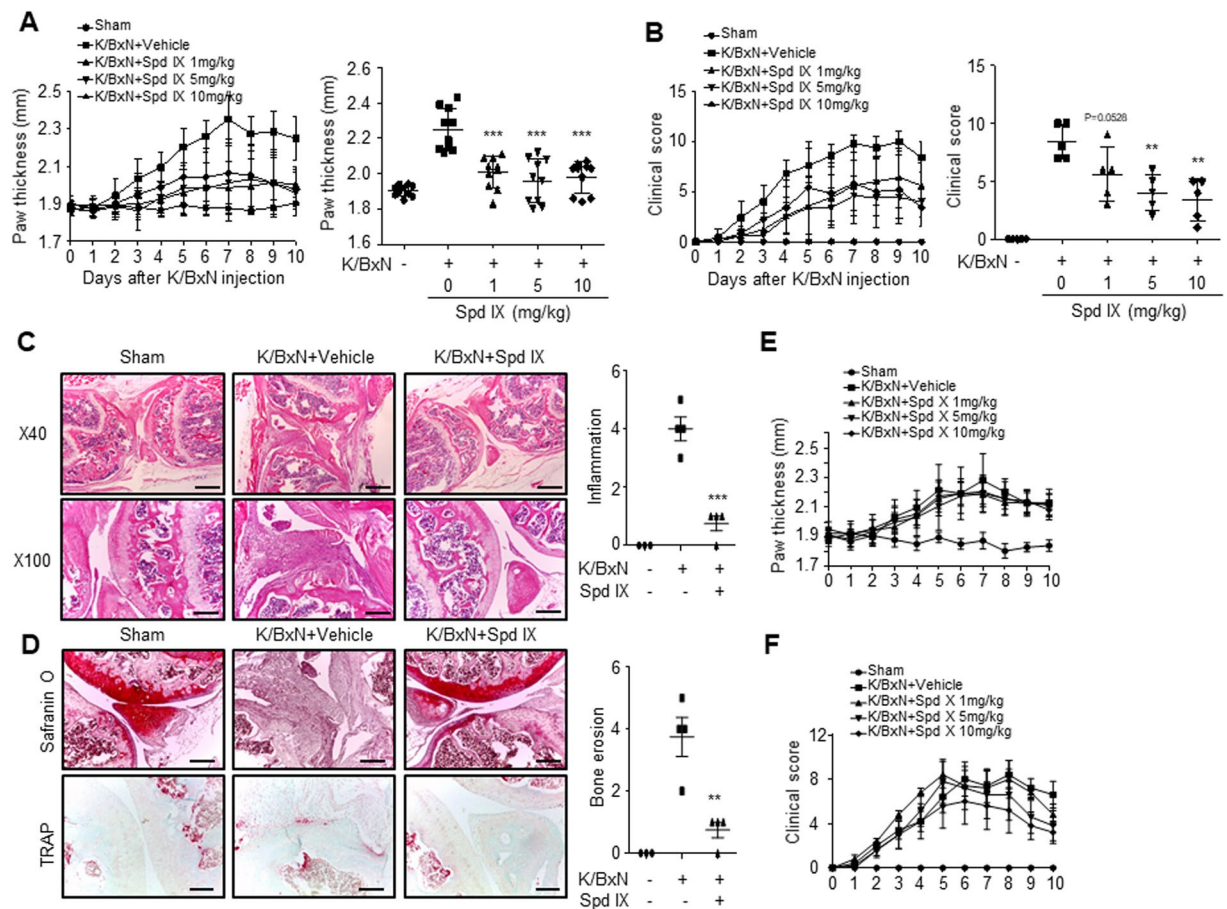 A
Sham
K/BxN+Vehicle
K/BxN+Spd IX 1mg/kg
K/BxN+Spd IX 5mg/kg
K/BxN+Spd IX 10mg/kg
Paw thickness (mm)
2.5
2.3
2.1
1.9
1.7
0 1 2 3 4 5 6 7 8 9 10
Days after K/BxN injection
Paw thickness (mm)
2.6
2.4
2.2
2.0
1.8
1.6
*** *** ***
K/BxN - + + + +
0 1 5 10
Spd IX (mg/kg)
B
Sham
K/BxN+Vehicle
K/BxN+Spd IX 1mg/kg
K/BxN+Spd IX 5mg/kg
K/BxN+Spd IX 10mg/kg
Clinical score
15
10
5
0
0 1 2 3 4 5 6 7 8 9 10
Days after K/BxN injection
Clinical score
15
10
5
0
P=0.0528
** **
K/BxN - + + + +
0 1 5 10
Spd IX (mg/kg)
C
Sham K/BxN+Vehicle K/BxN+Spd IX
X40
X100
Inflammation
6
4
2
0
***
K/BxN - + +
Spd IX - - +
D
Sham K/BxN+Vehicle K/BxN+Spd IX
Safranin O
TRAP
Bone erosion
6
4
2
0
**
K/BxN - + +
Spd IX - - +
E
Sham
K/BxN+Vehicle
K/BxN+Spd X 1mg/kg
K/BxN+Spd X 5mg/kg
K/BxN+Spd X 10mg/kg
Paw thickness (mm)
2.5
2.3
2.1
1.9
1.7
0 1 2 3 4 5 6 7 8 9 10
F
Sham
K/BxN+Vehicle
K/BxN+Spd X 1mg/kg
K/BxN+Spd X 5mg/kg
K/BxN+Spd X 10mg/kg
Clinical score
12
8
4
0
0 1 2 3 4 5 6 7 8 9 10